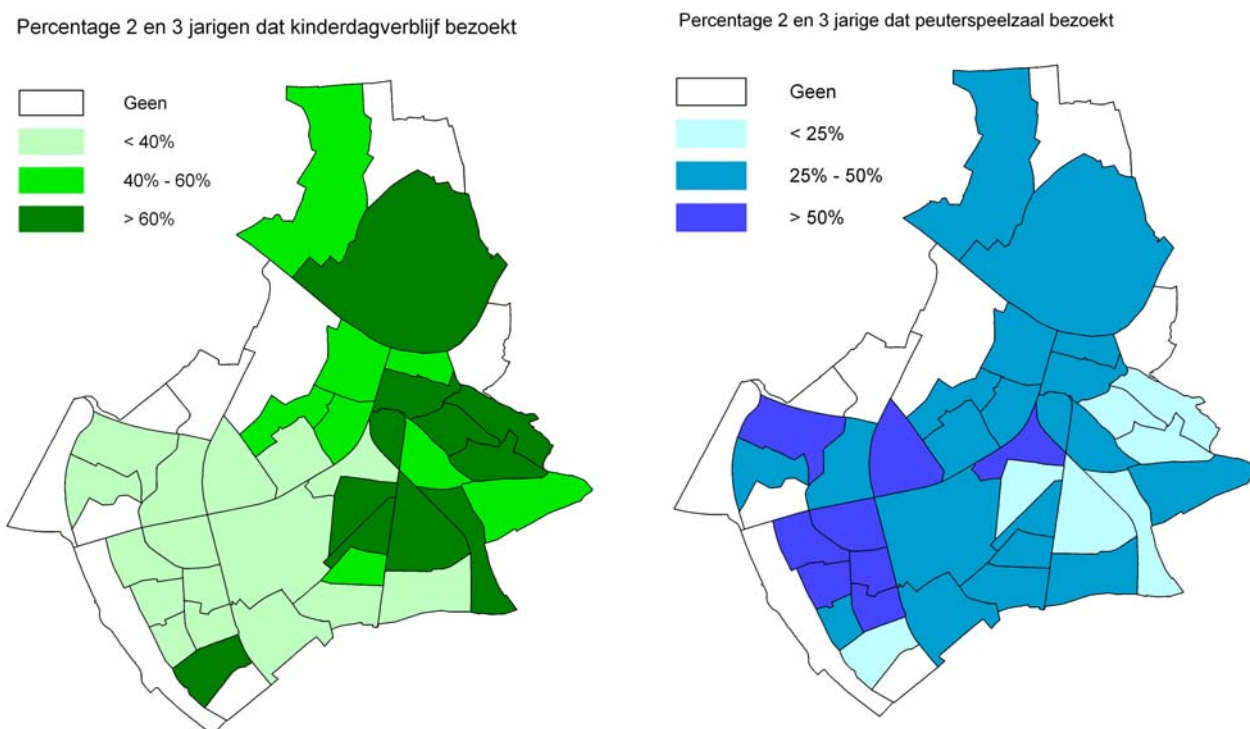 Percentage 2 en 3 jarigen dat kinderdagverblijf bezoekt
Geen
< 40%
40% - 60%
> 60%
Percentage 2 en 3 jarige dat peuterspeelzaal bezoekt
Geen
< 25%
25% - 50%
> 50%